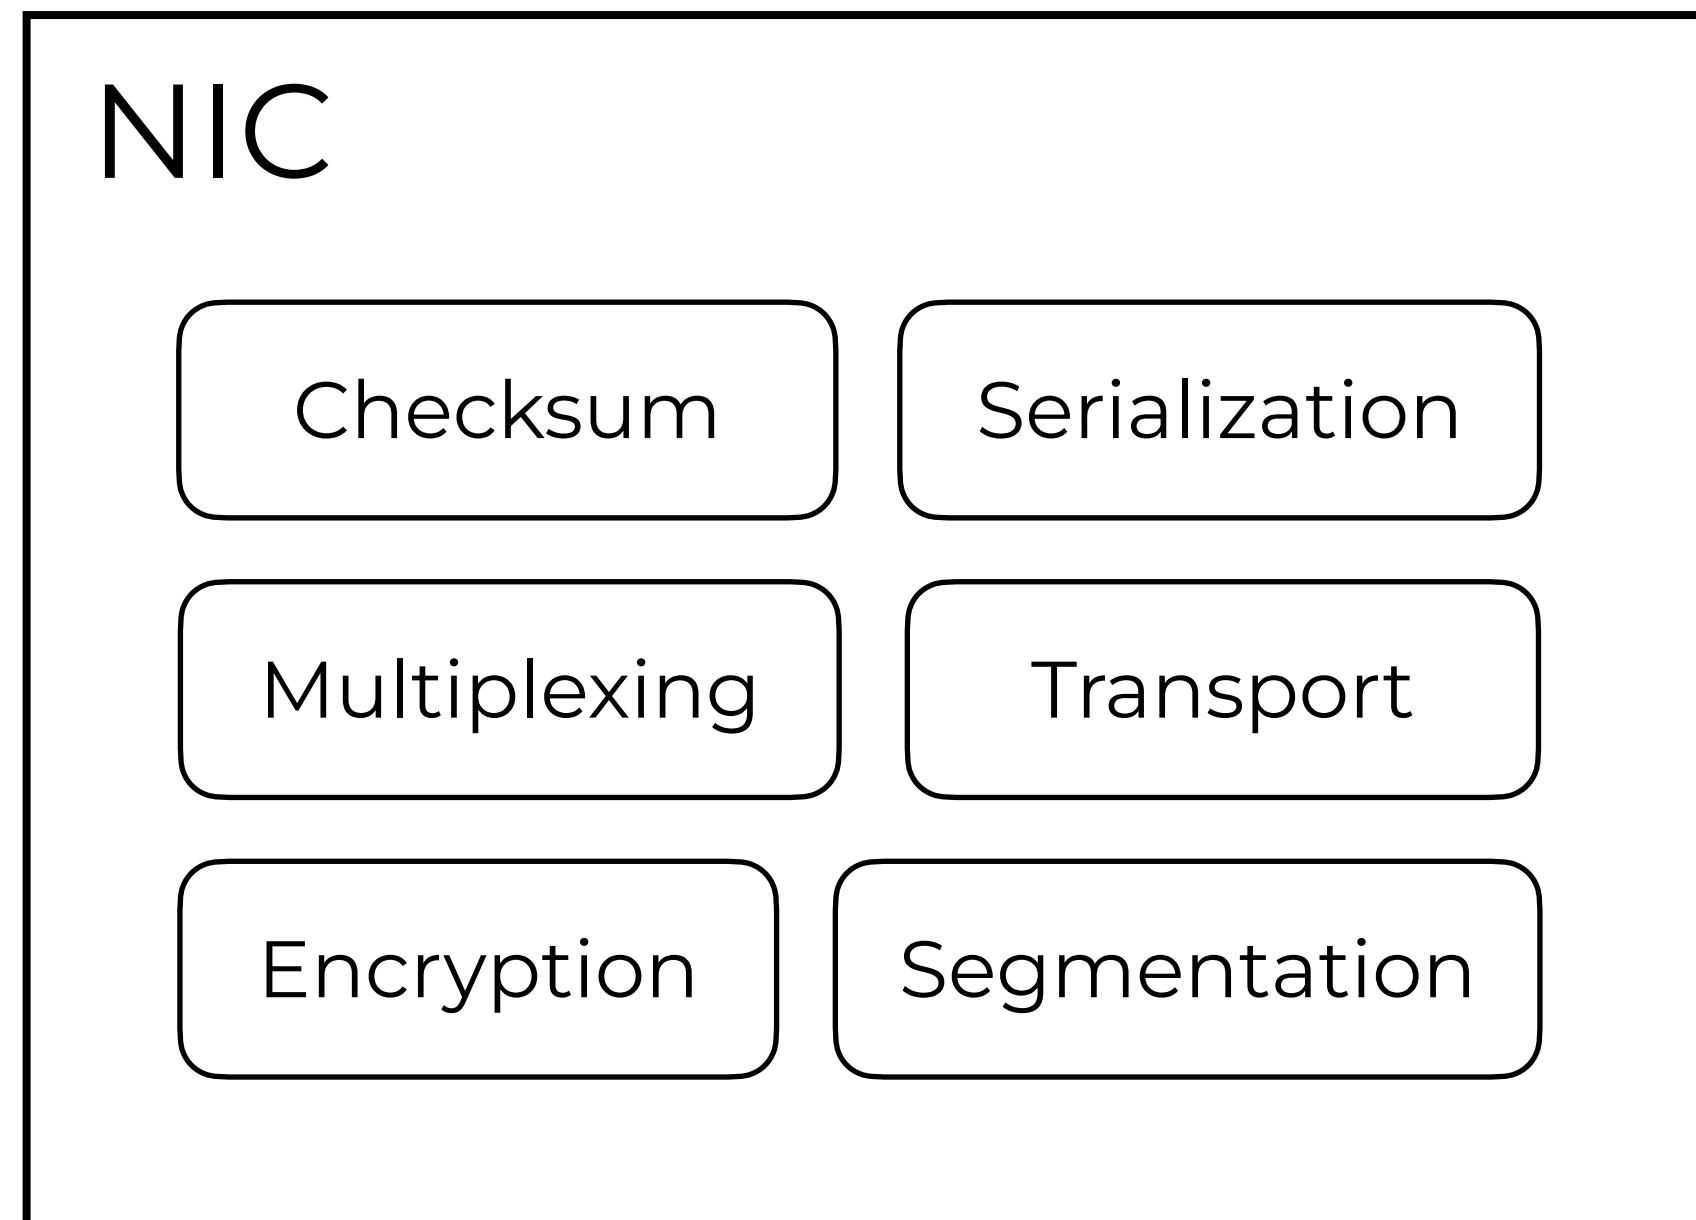 NIC
Checksum
Serialization
Multiplexing
Transport
Encryption
Segmentation